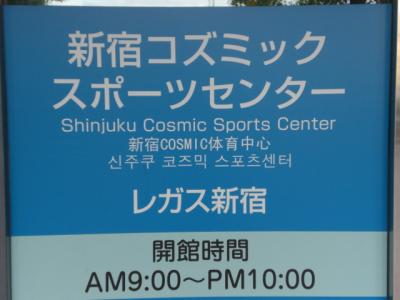 新宿コズミック
スポーツセンター
Shinjuku Cosmic Sports Center
新宿COSMIC体育中心
신주쿠 코즈믹 스포츠센터
レガス新宿
開館時間
AM9:00〜PM10:00